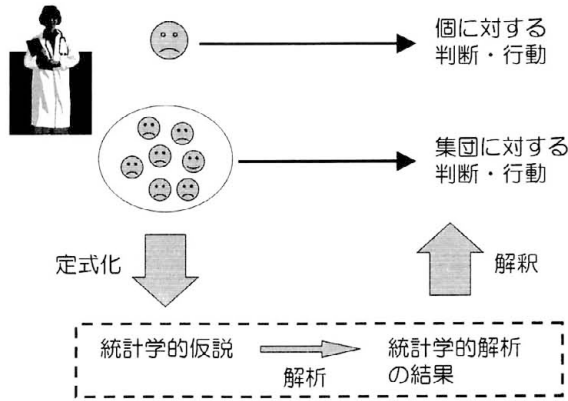 個に対する
判断・行動
集団に対する
判断・行動
定式化
解釈
統計学的仮説
解析
統計学的解析
の結果